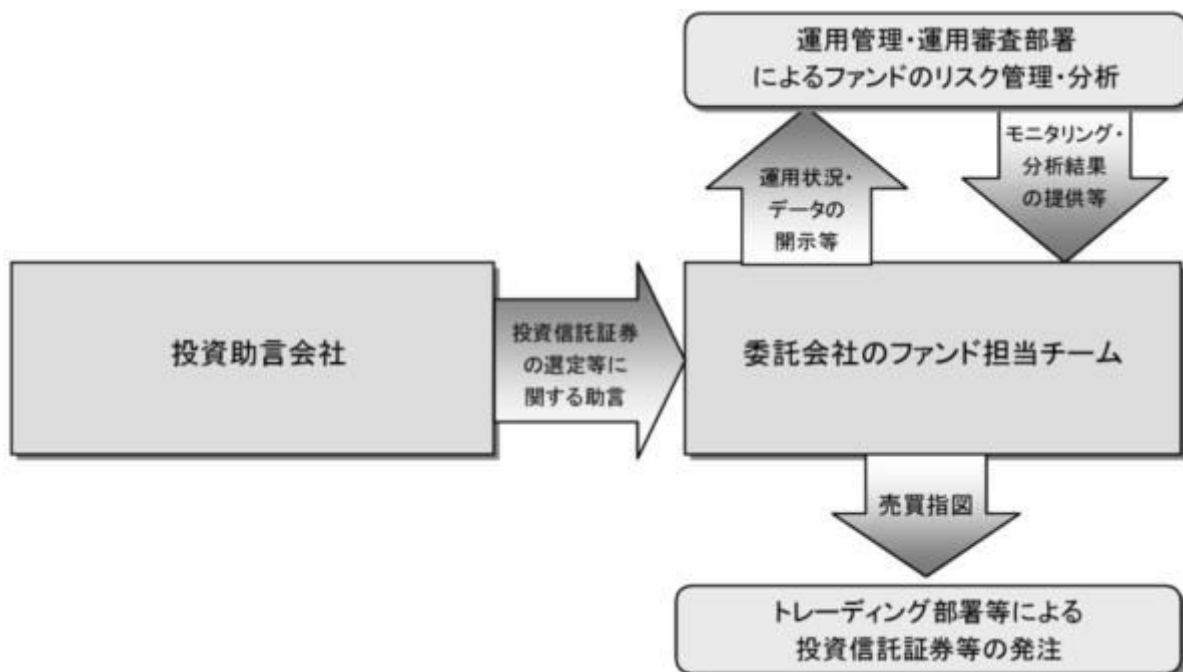 運用管理・運用審査部署
によるファンドのリスク管理・分析
運用状況・
データの
開示等
モニタリング・
分析結果
の提供等
投資助言会社
投資信託証券
の選定等に
関する助言
委託会社のファンド担当チーム
売買指図
トレーディング部署等による
投資信託証券等の発注